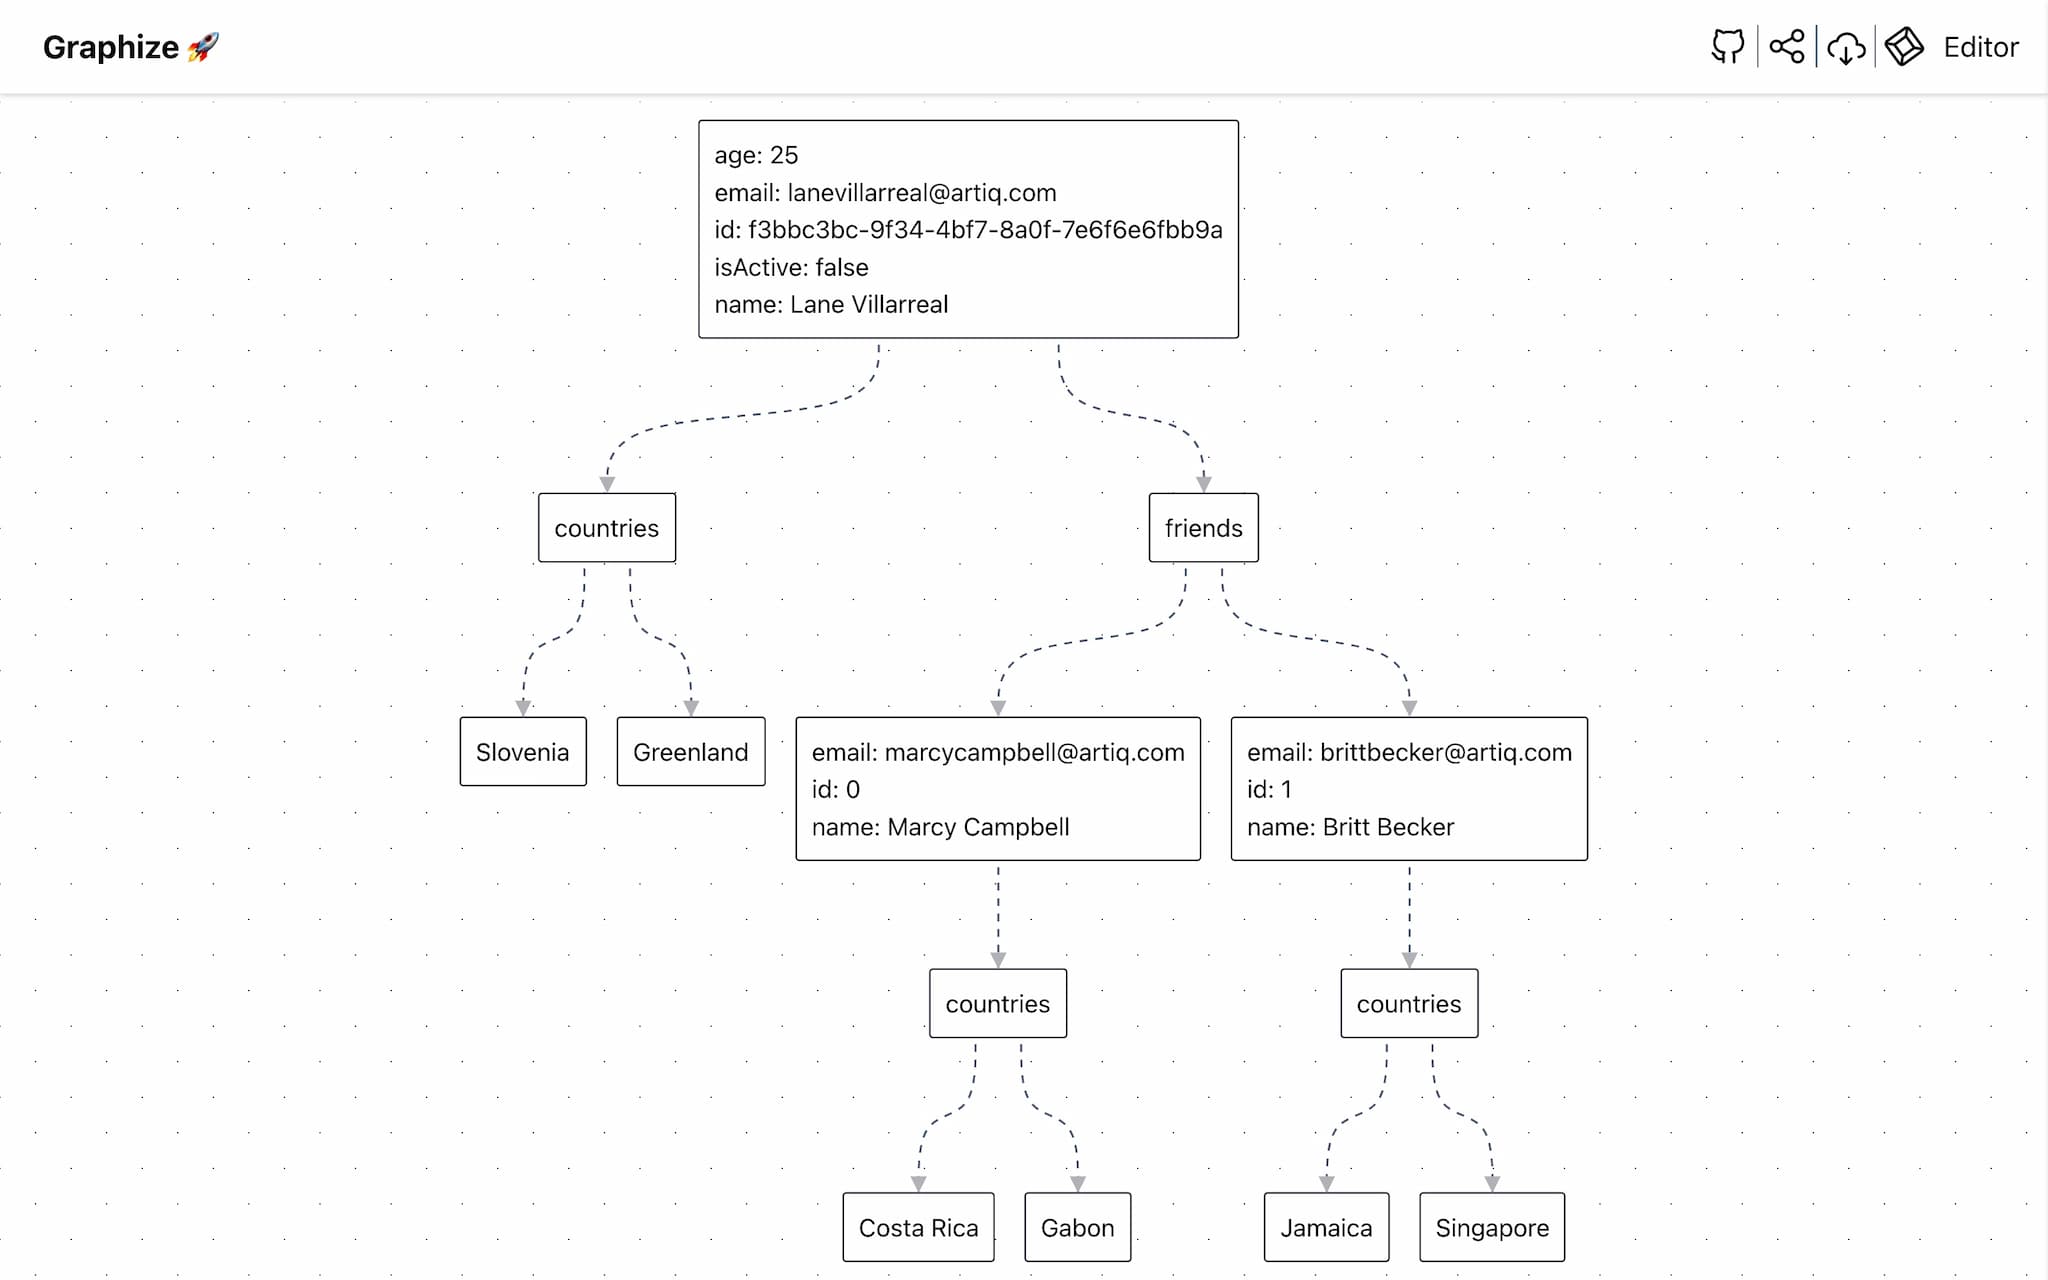 Graphize 🚀
Editor
age: 25
email: lanevillarreal@artiq.com
id: f3bbc3bc-9f34-4bf7-8a0f-7e6f6e6fbb9a
isActive: false
name: Lane Villarreal
countries
friends
Slovenia
Greenland
email: marcycampbell@artiq.com
id: 0
name: Marcy Campbell
email: brittbecker@artiq.com
id: 1
name: Britt Becker
countries
countries
Costa Rica
Gabon
Jamaica
Singapore